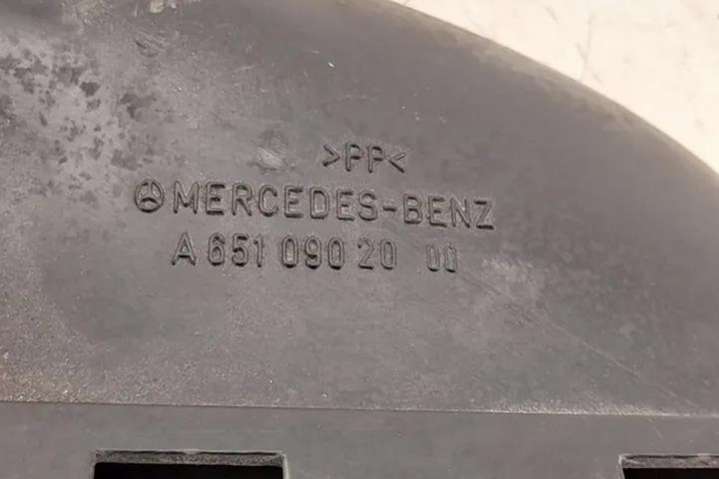 >PP<
MERCEDES-BENZ
A 651 090 20 00